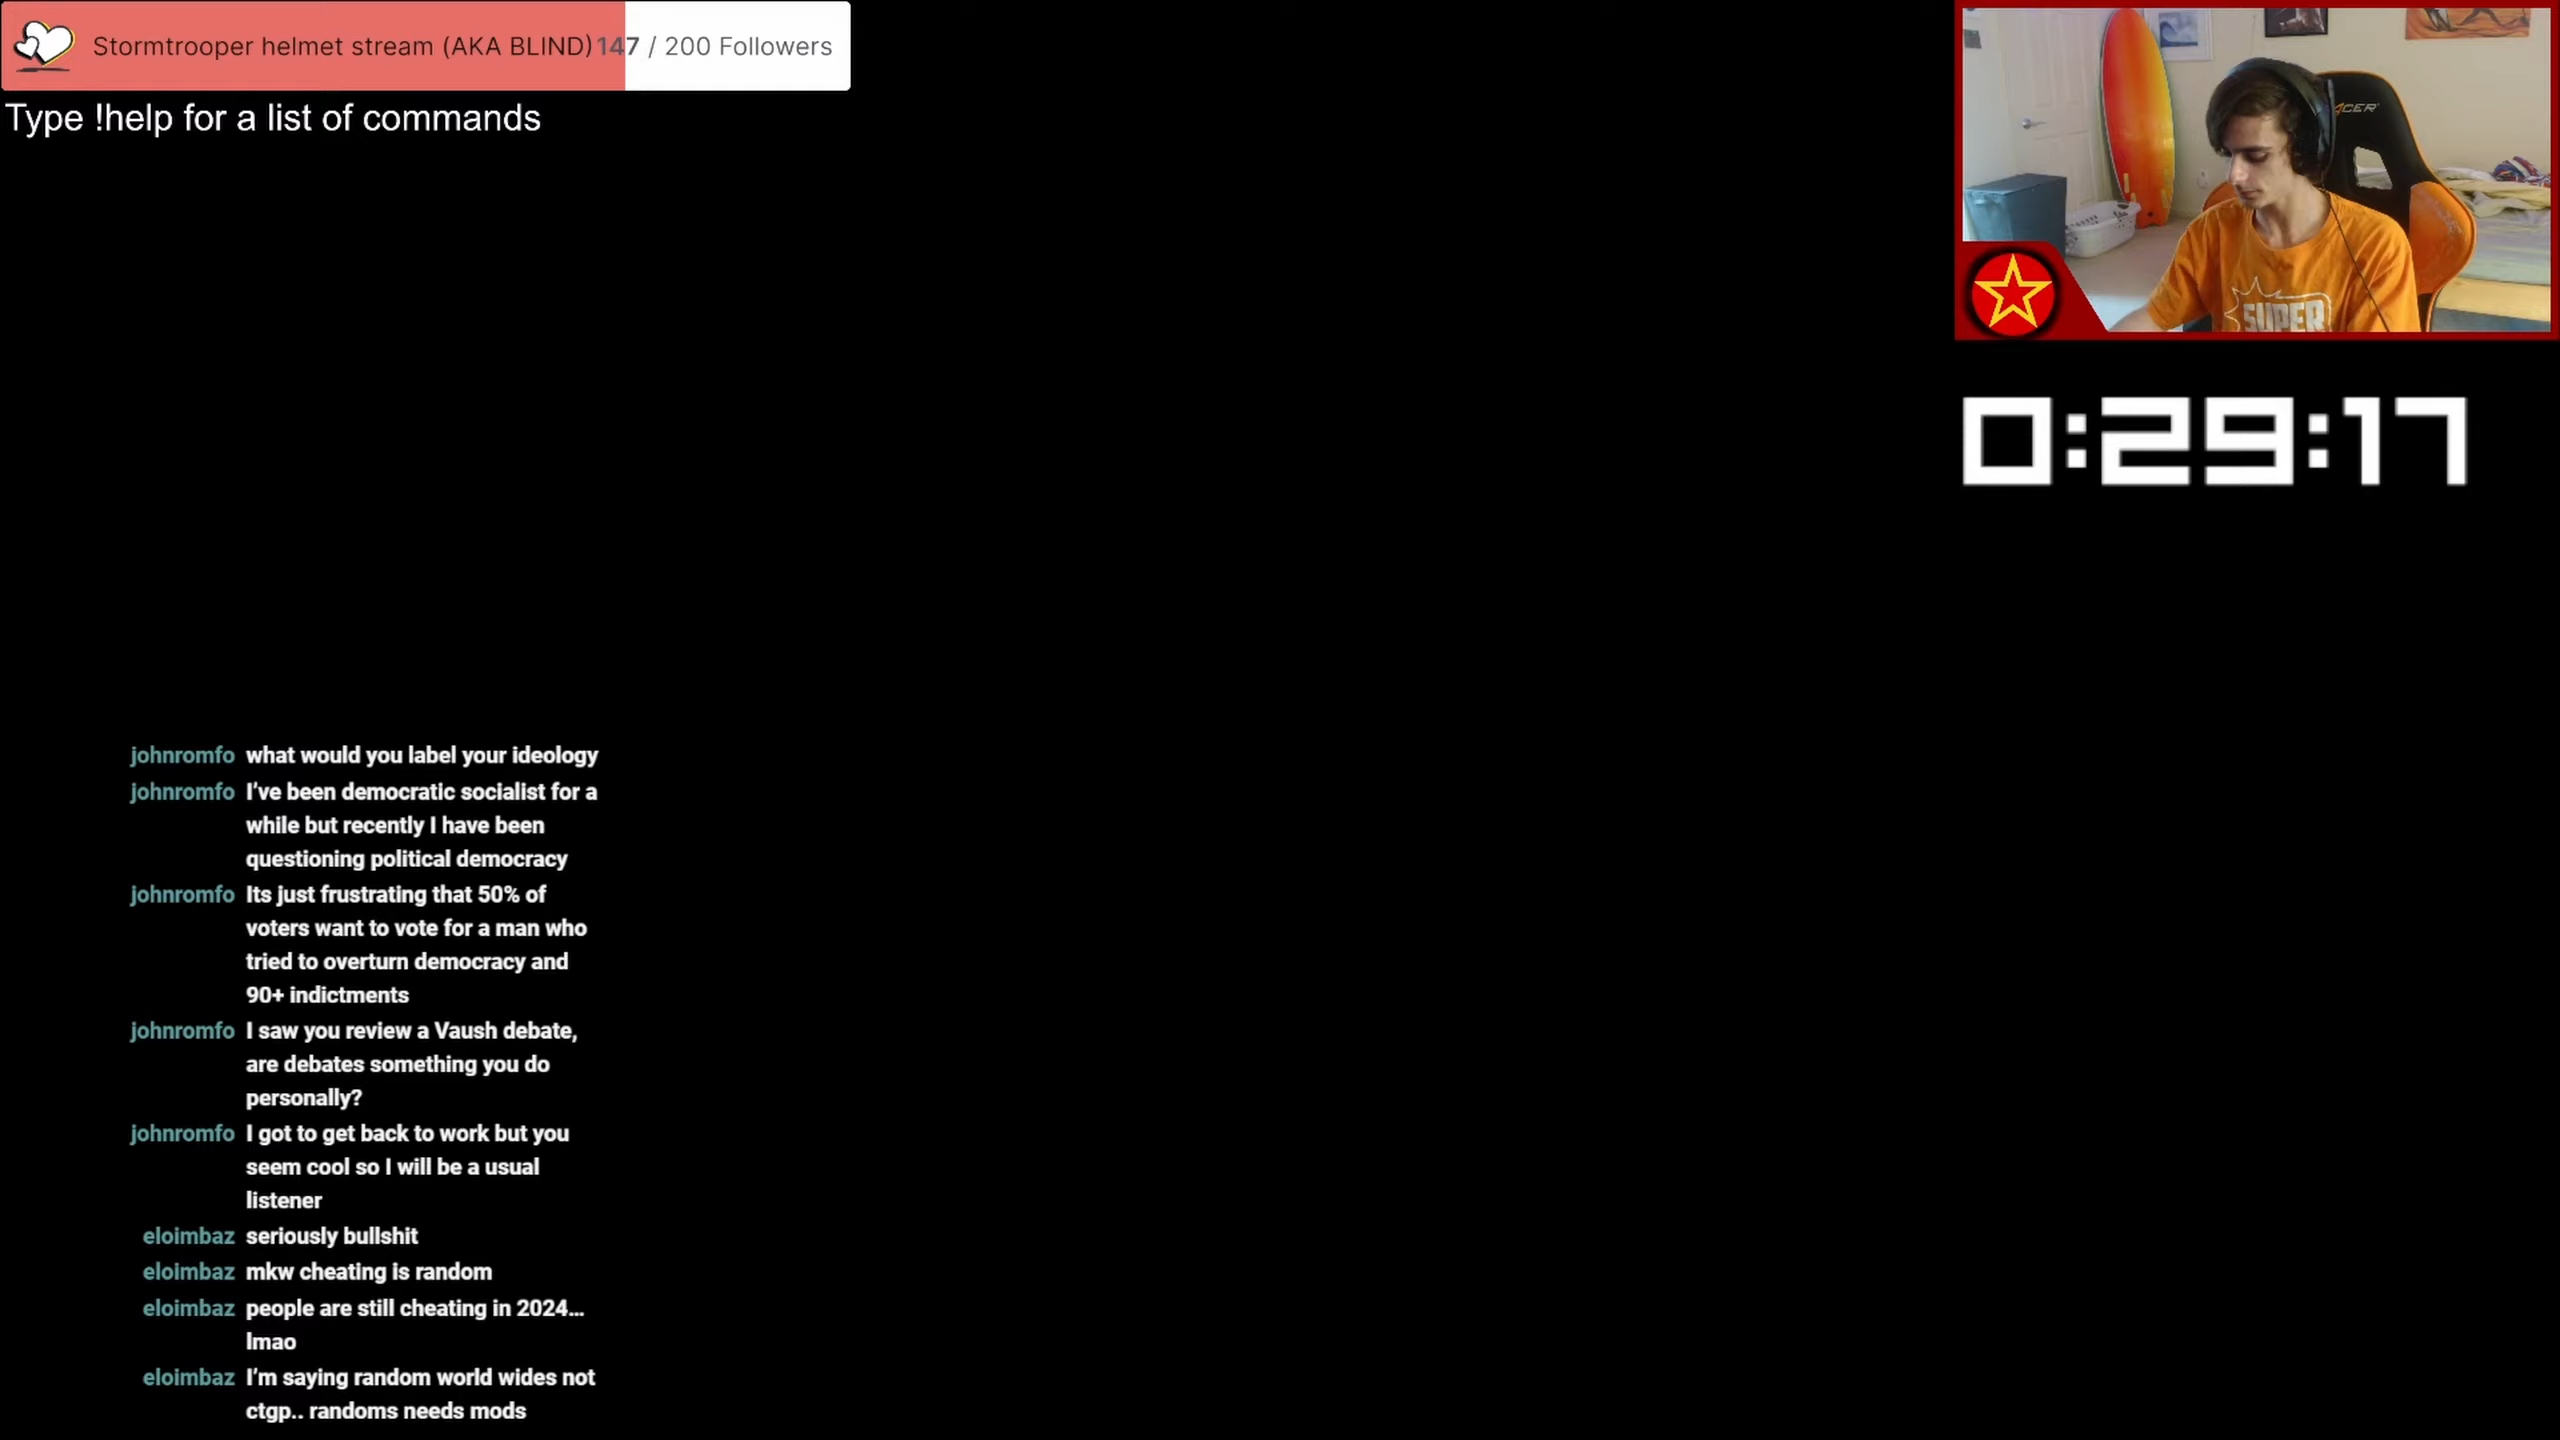 Stormtrooper helmet stream (AKA BLIND) 147 / 200 Followers
Type !help for a list of commands
ACER
SUPER
0:29:17
johnromfo what would you label your ideology
johnromfo I've been democratic socialist for a
while but recently I have been
questioning political democracy
johnromfo Its just frustrating that 50% of
voters want to vote for a man who
tried to overturn democracy and
90+ indictments
johnromfo I saw you review a Vaush debate,
are debates something you do
personally?
johnromfo I got to get back to work but you
seem cool so I will be a usual
listener
eloimbaz seriously bullshit
eloimbaz mkw cheating is random
eloimbaz people are still cheating in 2024...
lmao
eloimbaz I'm saying random world wides not
ctgp.. randoms needs mods